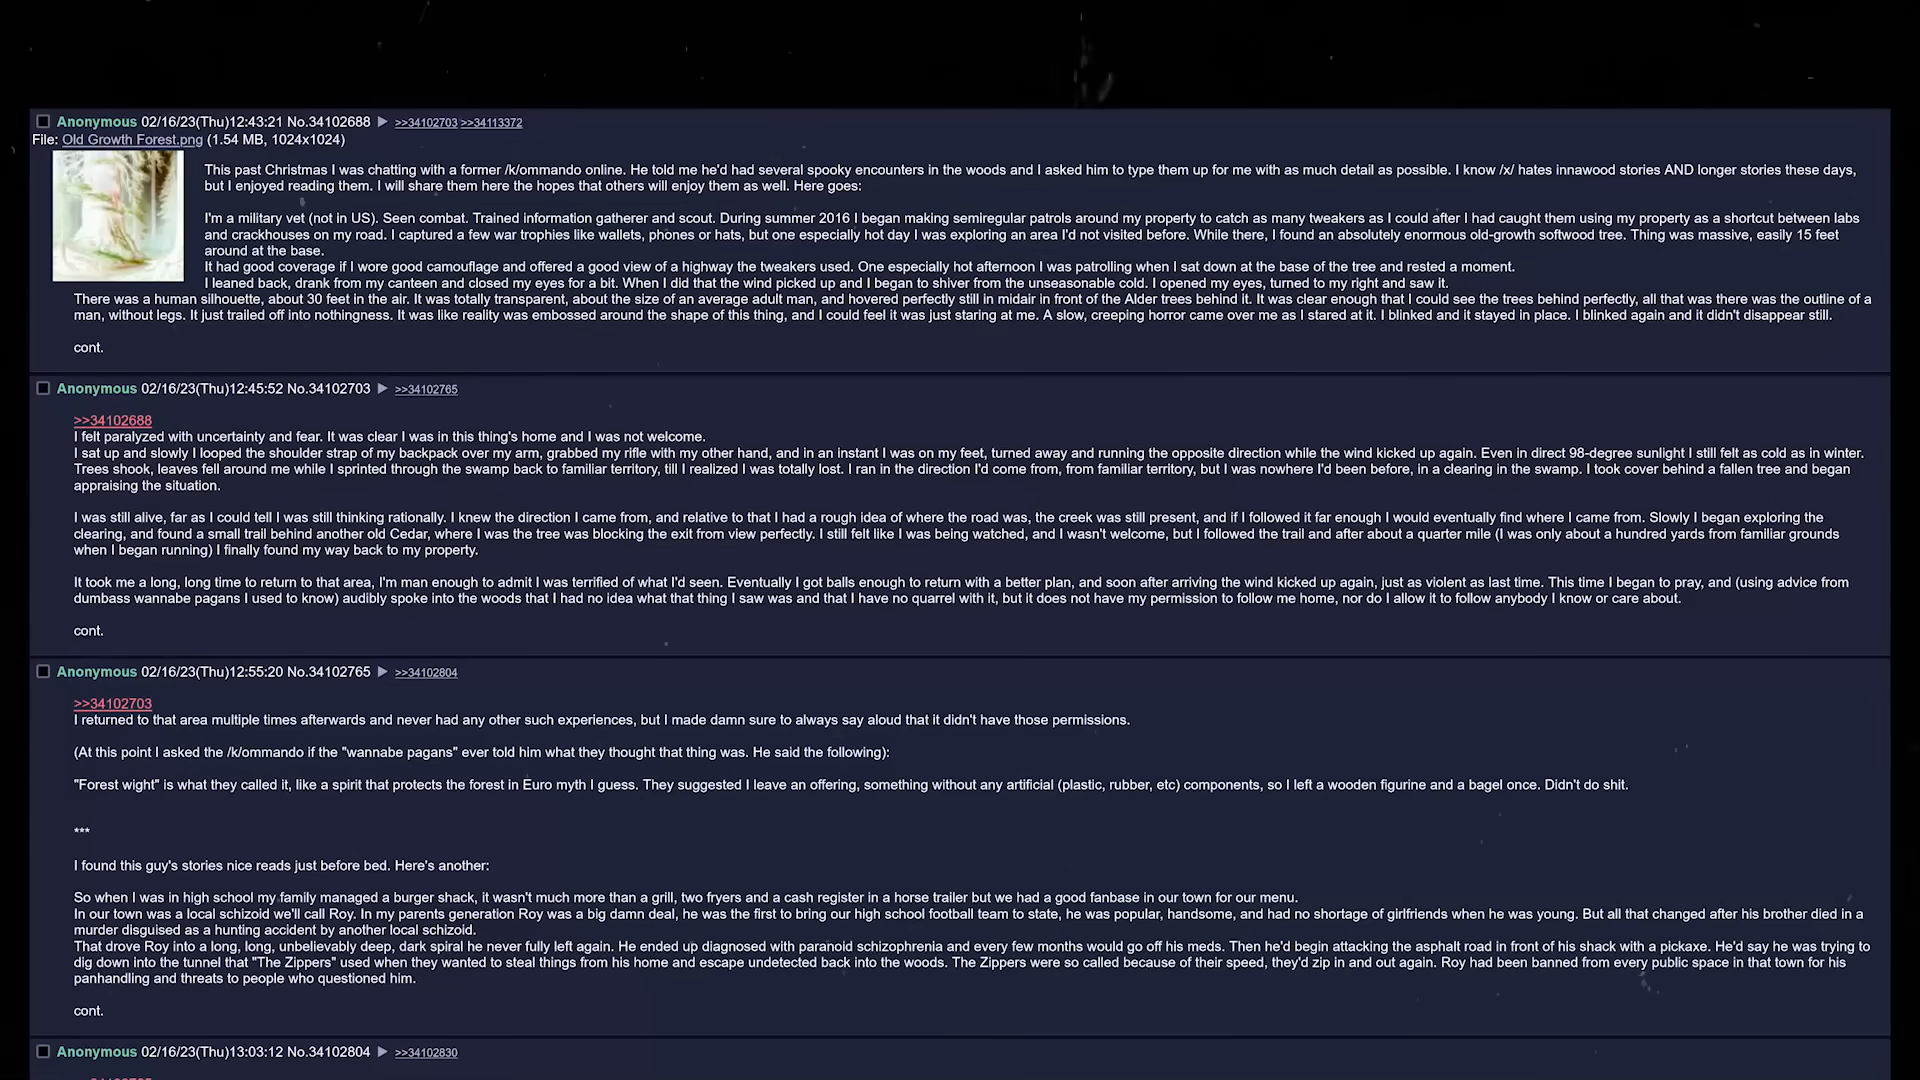 Anonymous 02/16/23(Thu)12:43:21 No.34102688 ▶ >>34102703 >>34113372
File: Old Growth Forest.png (1.54 MB, 1024x1024)
This past Christmas I was chatting with a former /k/ommando online. He told me he'd had several spooky encounters in the woods and I asked him to type them up for me with as much detail as possible. I know /x/ hates innawood stories AND longer stories these days,
but I enjoyed reading them. I will share them here the hopes that others will enjoy them as well. Here goes:
I'm a military vet (not in US). Seen combat. Trained information gatherer and scout. During summer 2016 I began making semiregular patrols around my property to catch as many tweakers as I could after I had caught them using my property as a shortcut between labs
and crackhouses on my road. I captured a few war trophies like wallets, phones or hats, but one especially hot day I was exploring an area I'd not visited before. While there, I found an absolutely enormous old-growth softwood tree. Thing was massive, easily 15 feet
around at the base.
It had good coverage if I wore good camouflage and offered a good view of a highway the tweakers used. One especially hot afternoon I was patrolling when I sat down at the base of the tree and rested a moment.
I leaned back, drank from my canteen and closed my eyes for a bit. When I did that the wind picked up and I began to shiver from the unseasonable cold. I opened my eyes, turned to my right and saw it.
There was a human silhouette, about 30 feet in the air. It was totally transparent, about the size of an average adult man, and hovered perfectly still in midair in front of the Alder trees behind it. It was clear enough that I could see the trees behind perfectly, all that was there was the outline of a
man, without legs. It just trailed off into nothingness. It was like reality was embossed around the shape of this thing, and I could feel it was just staring at me. A slow, creeping horror came over me as I stared at it. I blinked and it stayed in place. I blinked again and it didn't disappear still.
cont.
Anonymous 02/16/23(Thu)12:45:52 No.34102703 ▶ >>34102765
>>34102688
I felt paralyzed with uncertainty and fear. It was clear I was in this thing's home and I was not welcome.
I sat up and slowly I looped the shoulder strap of my backpack over my arm, grabbed my rifle with my other hand, and in an instant I was on my feet, turned away and running the opposite direction while the wind kicked up again. Even in direct 98-degree sunlight I still felt as cold as in winter.
Trees shook, leaves fell around me while I sprinted through the swamp back to familiar territory, till I realized I was totally lost. I ran in the direction I'd come from, from familiar territory, but I was nowhere I'd been before, in a clearing in the swamp. I took cover behind a fallen tree and began
appraising the situation.
I was still alive, far as I could tell I was still thinking rationally. I knew the direction I came from, and relative to that I had a rough idea of where the road was, the creek was still present, and if I followed it far enough I would eventually find where I came from. Slowly I began exploring the
clearing, and found a small trail behind another old Cedar, where I was the tree was blocking the exit from view perfectly. I still felt like I was being watched, and I wasn't welcome, but I followed the trail and after about a quarter mile (I was only about a hundred yards from familiar grounds
when I began running) I finally found my way back to my property.
It took me a long, long time to return to that area, I'm man enough to admit I was terrified of what I'd seen. Eventually I got balls enough to return with a better plan, and soon after arriving the wind kicked up again, just as violent as last time. This time I began to pray, and (using advice from
dumbass wannabe pagans I used to know) audibly spoke into the woods that I had no idea what that thing I saw was and that I have no quarrel with it, but it does not have my permission to follow me home, nor do I allow it to follow anybody I know or care about.
cont.
Anonymous 02/16/23(Thu)12:55:20 No.34102765 ▶ >>34102804
>>34102703
I returned to that area multiple times afterwards and never had any other such experiences, but I made damn sure to always say aloud that it didn't have those permissions.
(At this point I asked the /k/ommando if the "wannabe pagans" ever told him what they thought that thing was. He said the following):
"Forest wight" is what they called it, like a spirit that protects the forest in Euro myth I guess. They suggested I leave an offering, something without any artificial (plastic, rubber, etc) components, so I left a wooden figurine and a bagel once. Didn't do shit.
***
I found this guy's stories nice reads just before bed. Here's another:
So when I was in high school my family managed a burger shack, it wasn't much more than a grill, two fryers and a cash register in a horse trailer but we had a good fanbase in our town for our menu.
In our town was a local schizoid we'll call Roy. In my parents generation Roy was a big damn deal, he was the first to bring our high school football team to state, he was popular, handsome, and had no shortage of girlfriends when he was young. But all that changed after his brother died in a
murder disguised as a hunting accident by another local schizoid.
That drove Roy into a long, long, unbelievably deep, dark spiral he never fully left again. He ended up diagnosed with paranoid schizophrenia and every few months would go off his meds. Then he'd begin attacking the asphalt road in front of his shack with a pickaxe. He'd say he was trying to
dig down into the tunnel that "The Zippers" used when they wanted to steal things from his home and escape undetected back into the woods. The Zippers were so called because of their speed, they'd zip in and out again. Roy had been banned from every public space in that town for his
panhandling and threats to people who questioned him.
cont.
Anonymous 02/16/23(Thu)13:03:12 No.34102804 ▶ >>34102830